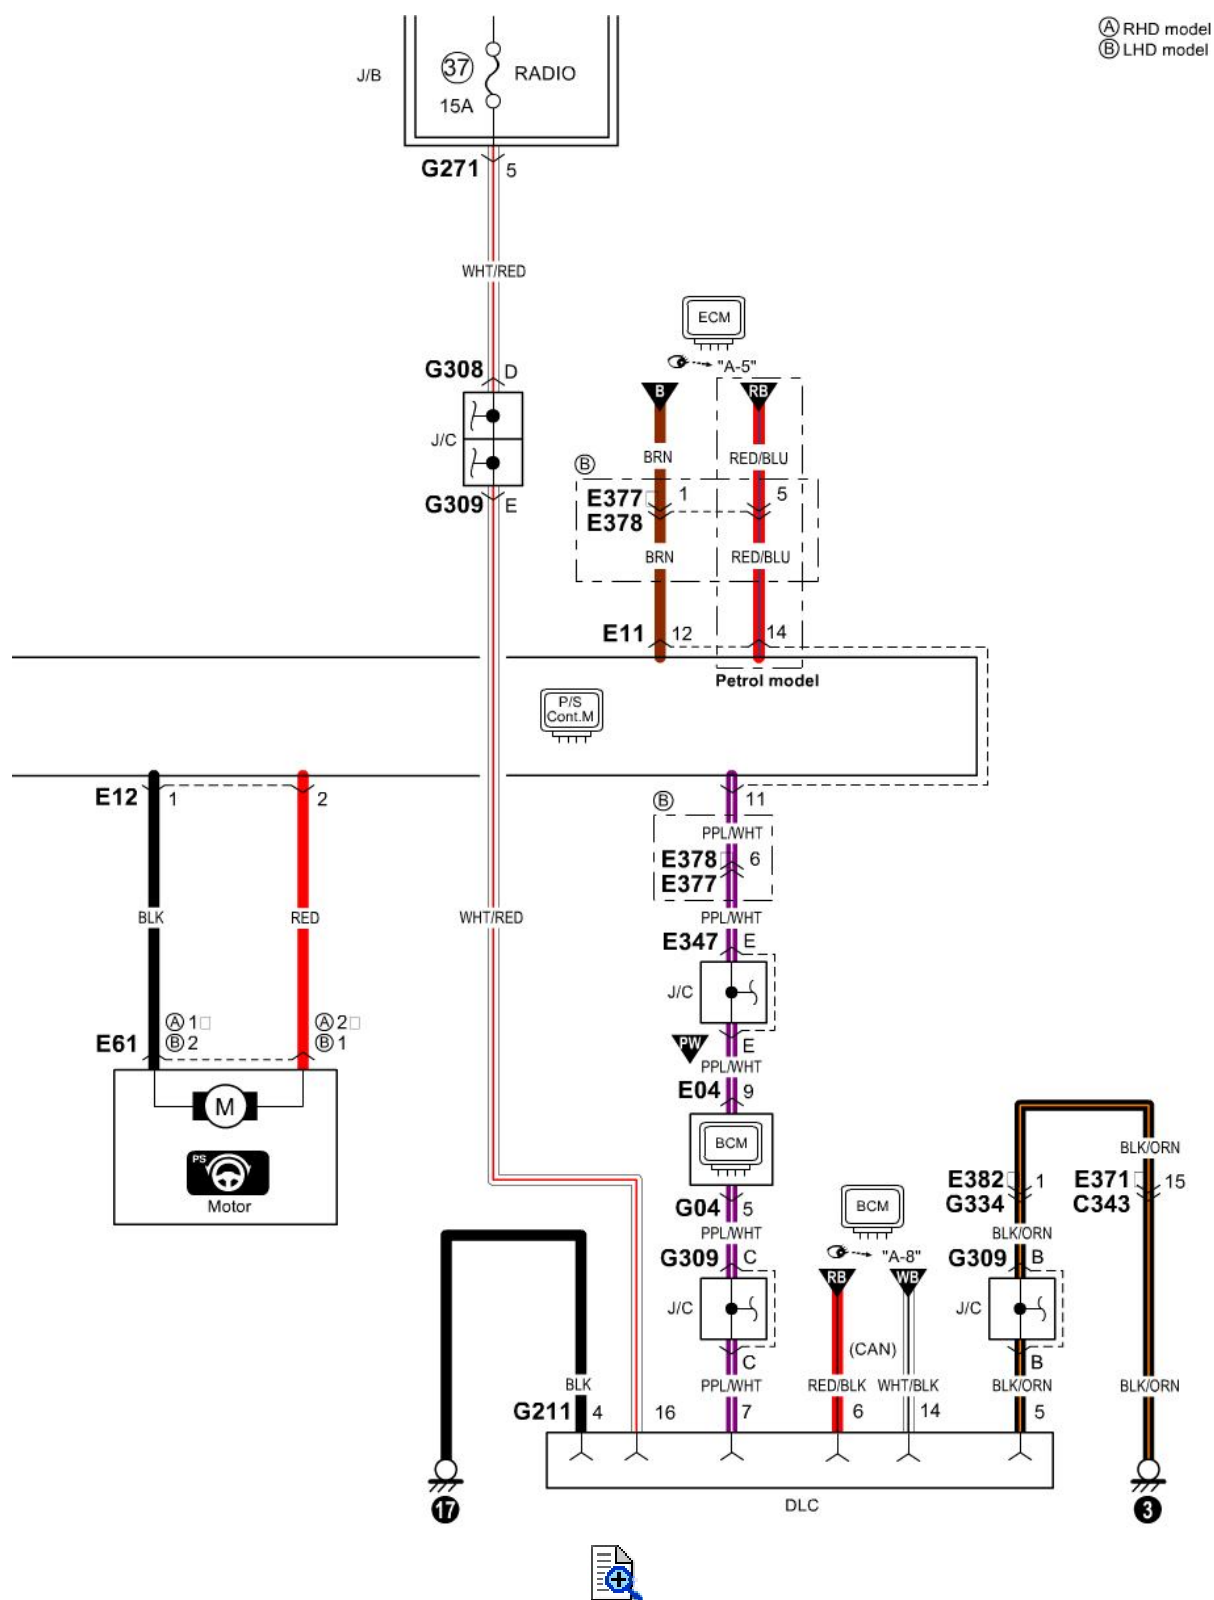 Ⓐ RHD model
Ⓑ LHD model
J/B
37
RADIO
15A
G271 5
WHT/RED
ECM
"A-5"
G308 D
J/C
G309 E
B RB
BRN RED/BLU
Ⓑ
E377 1 5
E378
BRN RED/BLU
E11 12 14
Petrol model
P/S
Cont.M
E12 1 2
11
Ⓑ
PPL/WHT
E378 6
E377
BLK RED WHT/RED PPL/WHT
E347 E
J/C
Ⓐ 1 Ⓐ 2
E61 Ⓑ 2 Ⓑ 1
PW E
PPL/WHT
E04 9
M
BCM
PS
Motor
BLK/ORN
E382 1 E371 15
G334 C343
G04 5
BCM
PPL/WHT BLK/ORN
G309 C "A-8" G309 B
RB WB
J/C J/C
(CAN)
C B
BLK PPL/WHT RED/BLK WHT/BLK BLK/ORN BLK/ORN
G211 4 16 7 6 14 5
DLC
17 3